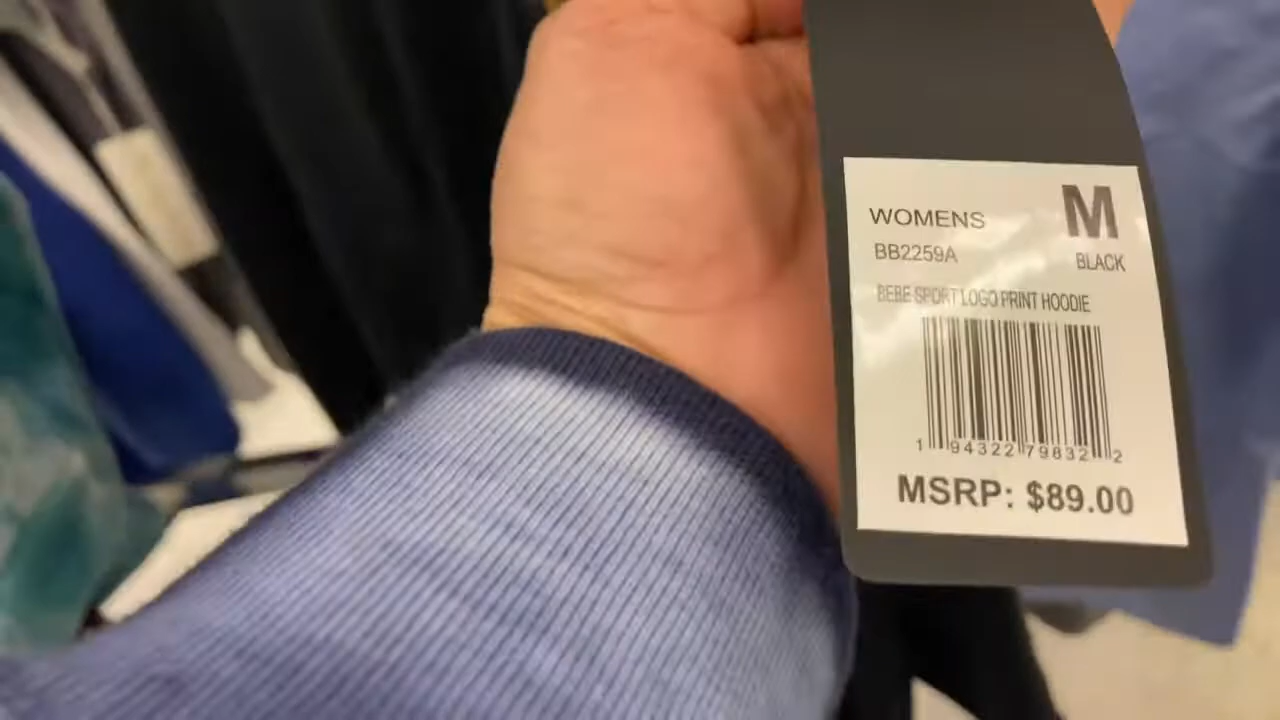 WOMENS M
BB2259A BLACK
BEBE SPORT LOGO PRINT HOODIE
1 94322 79832 2
MSRP: $89.00